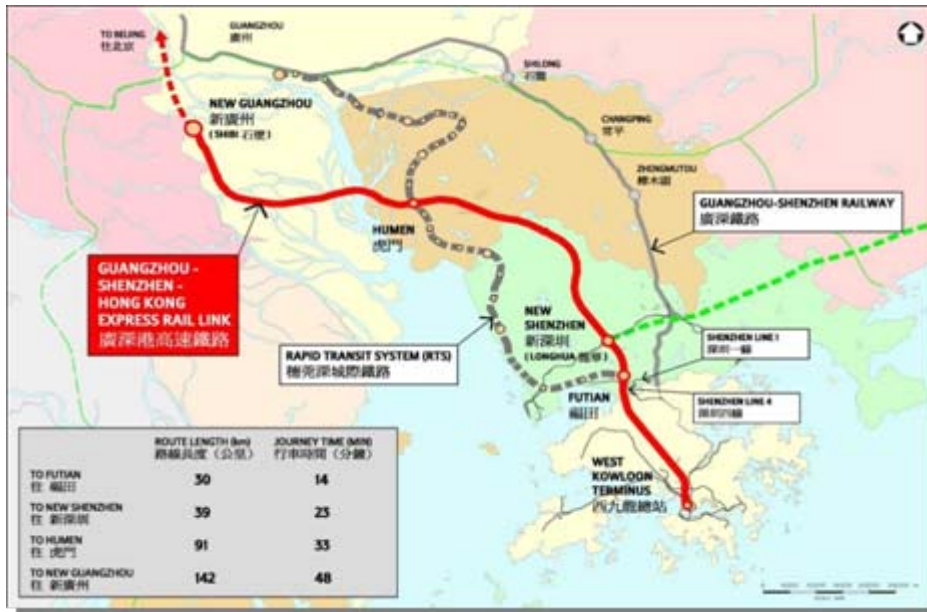 TO BEIJING
往北京
GUANGZHOU
廣州
SHILONG
石龍
NEW GUANGZHOU
新廣州
(SHIBI 石壁)
CHANGPING
常平
ZHONGMUTOU
樟木頭
GUANGZHOU-SHENZHEN RAILWAY
廣深鐵路
HUMEN
虎門
GUANGZHOU -
SHENZHEN -
HONG KONG
EXPRESS RAIL LINK
廣深港高速鐵路
NEW
SHENZHEN
新深圳
(LONGHUA 龍華)
RAPID TRANSIT SYSTEM (RTS)
穗莞深城際鐵路
SHENZHEN LINE 1
深圳一線
FUTIAN
福田
SHENZHEN LINE 4
深圳四線
WEST
KOWLOON
TERMINUS
西九龍總站
ROUTE LENGTH (km) JOURNEY TIME (MIN)
路線長度（公里） 行車時間（分鐘）
TO FUTIAN 30 14
往 福田
TO NEW SHENZHEN 39 23
往 新深圳
TO HUMEN 91 33
往 虎門
TO NEW GUANGZHOU 142 48
往 新廣州